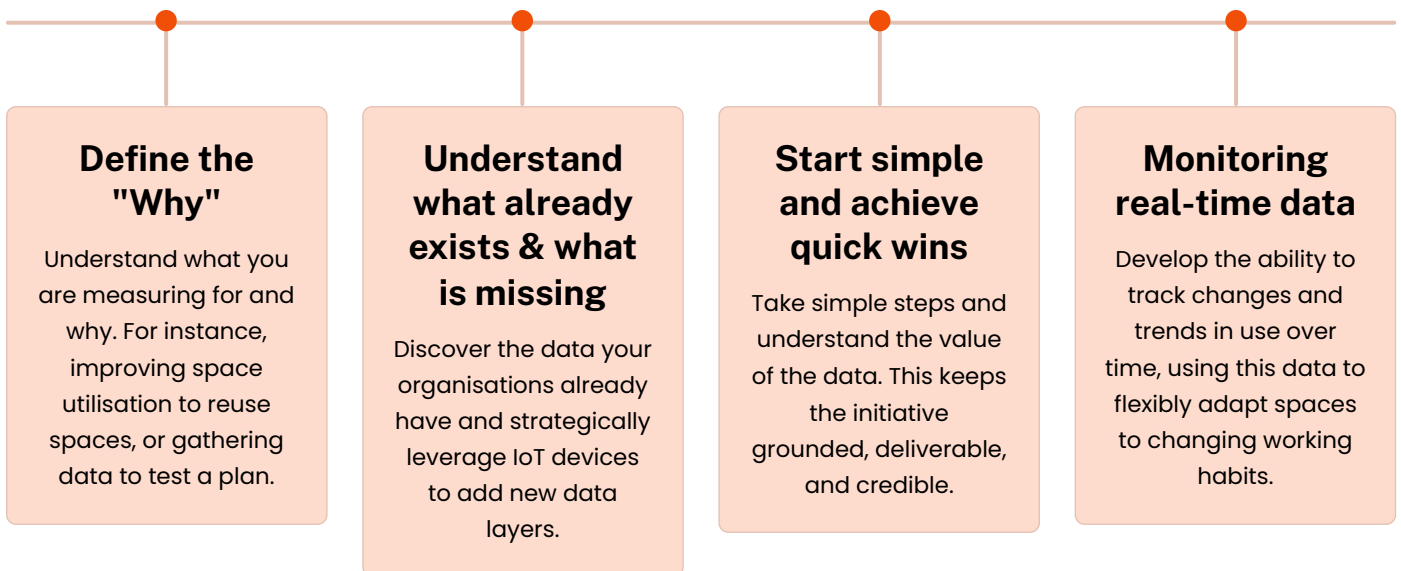 Define the
"Why"
Understand what you
are measuring for and
why. For instance,
improving space
utilisation to reuse
spaces, or gathering
data to test a plan.
Understand
what already
exists & what
is missing
Discover the data your
organisations already
have and strategically
leverage IoT devices
to add new data
layers.
Start simple
and achieve
quick wins
Take simple steps and
understand the value
of the data. This keeps
the initiative
grounded, deliverable,
and credible.
Monitoring
real-time data
Develop the ability to
track changes and
trends in use over
time, using this data to
flexibly adapt spaces
to changing working
habits.